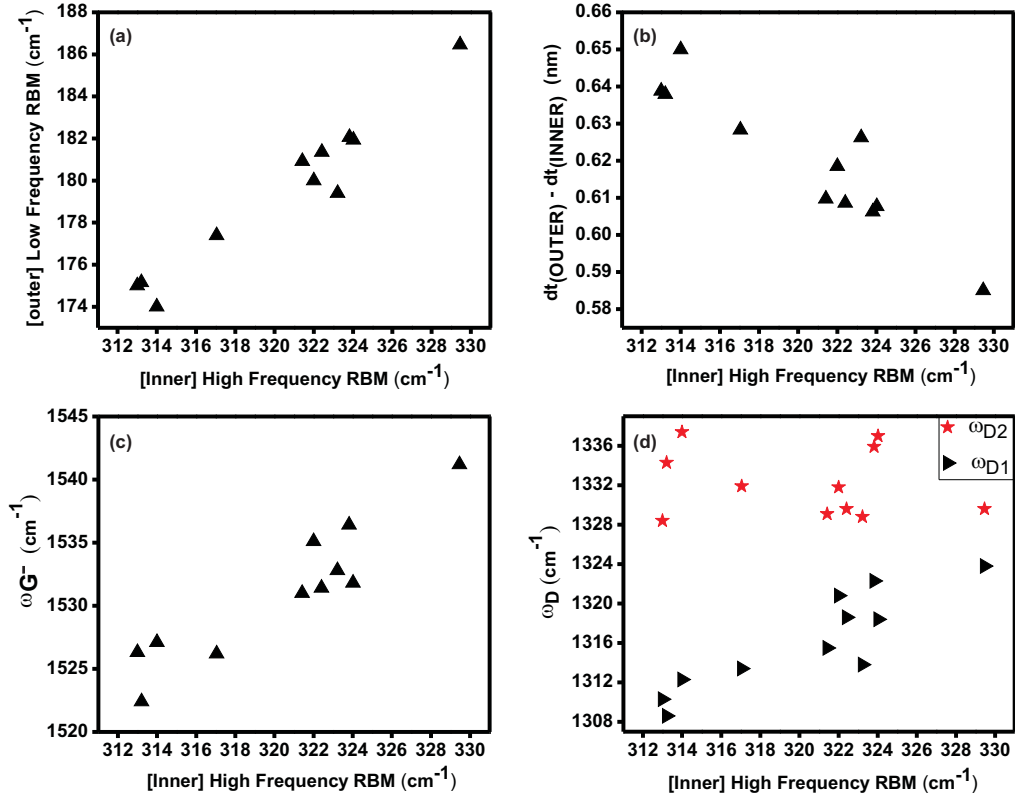 (a)
[outer] Low Frequency RBM (cm⁻¹)
188
186
184
182
180
178
176
174
312 314 316 318 320 322 324 326 328 330
[Inner] High Frequency RBM (cm⁻¹)
(b)
dt(OUTER) - dt(INNER) (nm)
0.66
0.65
0.64
0.63
0.62
0.61
0.60
0.59
0.58
312 314 316 318 320 322 324 326 328 330
[Inner] High Frequency RBM (cm⁻¹)
(c)
ωG⁻ (cm⁻¹)
1545
1540
1535
1530
1525
1520
312 314 316 318 320 322 324 326 328 330
[Inner] High Frequency RBM (cm⁻¹)
(d)
ωD2
ωD1
ωD (cm⁻¹)
1336
1332
1328
1324
1320
1316
1312
1308
312 314 316 318 320 322 324 326 328 330
[Inner] High Frequency RBM (cm⁻¹)